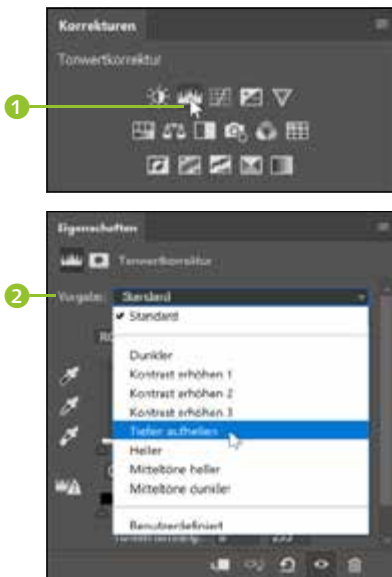 Korrekturen
Tonwertkorrektur
1
Eigenschaften
Tonwertkorrektur
2
Vorgabe: Standard
✔ Standard
Dunkler
Kontrast erhöhen 1
Kontrast erhöhen 2
Kontrast erhöhen 3
Tiefen aufhellen
Heller
Mitteltöne heller
Mitteltöne dunkler
Benutzerdefiniert